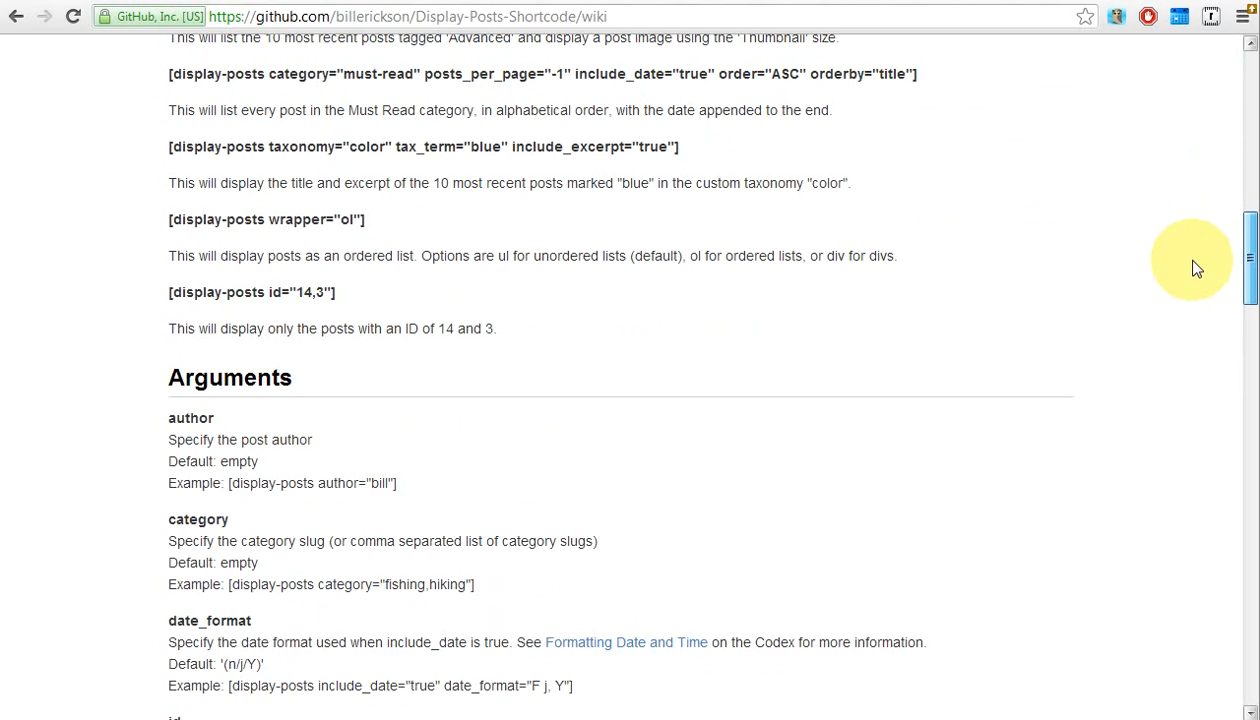 GitHub, Inc. [US] https://github.com/billerickson/Display-Posts-Shortcode/wiki
This will list the 10 most recent posts tagged 'Advanced' and display a post image using the 'Thumbnail' size.
[display-posts category="must-read" posts_per_page="-1" include_date="true" order="ASC" orderby="title"]
This will list every post in the Must Read category, in alphabetical order, with the date appended to the end.
[display-posts taxonomy="color" tax_term="blue" include_excerpt="true"]
This will display the title and excerpt of the 10 most recent posts marked "blue" in the custom taxonomy "color".
[display-posts wrapper="ol"]
This will display posts as an ordered list. Options are ul for unordered lists (default), ol for ordered lists, or div for divs.
[display-posts id="14,3"]
This will display only the posts with an ID of 14 and 3.
Arguments
author
Specify the post author
Default: empty
Example: [display-posts author="bill"]
category
Specify the category slug (or comma separated list of category slugs)
Default: empty
Example: [display-posts category="fishing,hiking"]
date_format
Specify the date format used when include_date is true. See Formatting Date and Time on the Codex for more information.
Default: '(n/j/Y)'
Example: [display-posts include_date="true" date_format="F j, Y"]
id